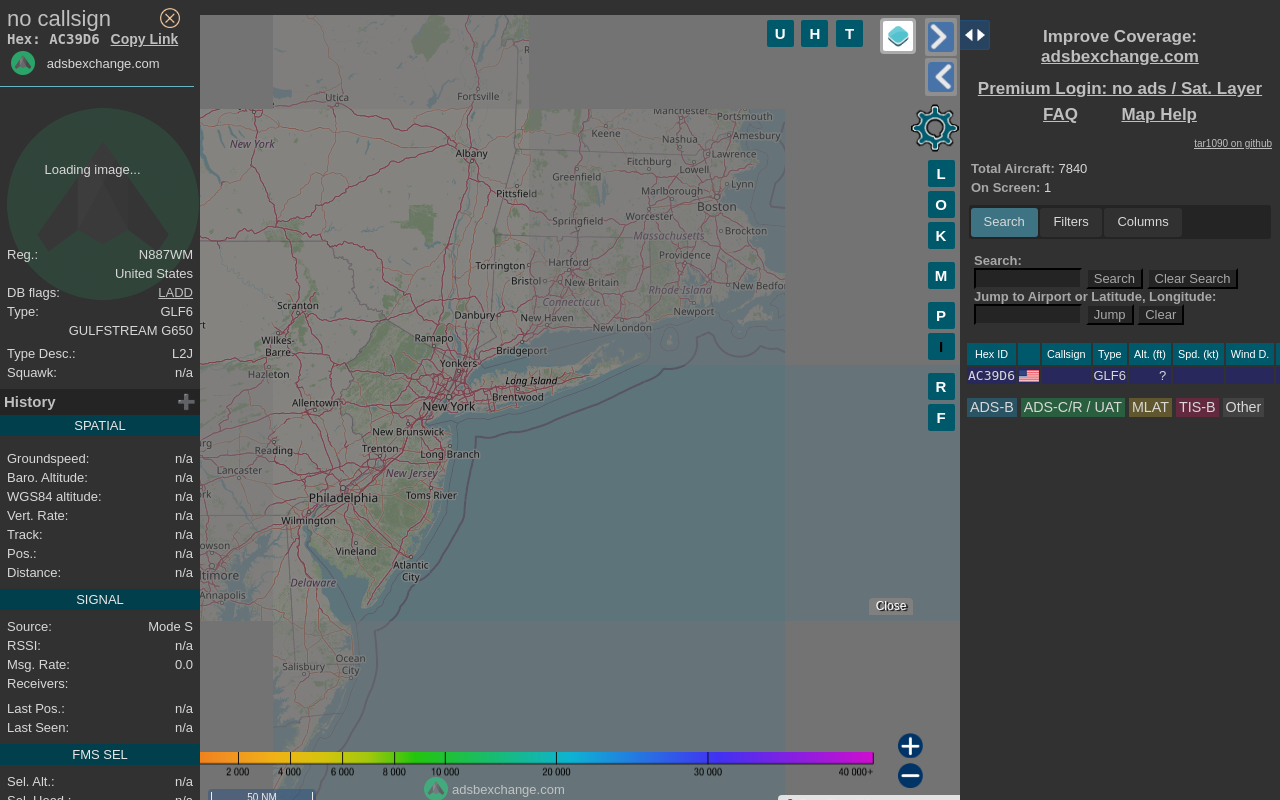 no callsign
Hex: AC39D6 Copy Link
adsbexchange.com
Loading image...
Reg.: N887WM
United States
DB flags: LADD
Type: GLF6
GULFSTREAM G650
Type Desc.: L2J
Squawk: n/a
History
SPATIAL
Groundspeed: n/a
Baro. Altitude: n/a
WGS84 altitude: n/a
Vert. Rate: n/a
Track: n/a
Pos.: n/a
Distance: n/a
SIGNAL
Source: Mode S
RSSI: n/a
Msg. Rate: 0.0
Receivers:
Last Pos.: n/a
Last Seen: n/a
FMS SEL
Sel. Alt.: n/a
Sel. Head.: n/a
U H T
L
O
K
M
P
I
R
F
Utica
Fortsville
New York
Albany
Pittsfield
Manchester
Portsmouth
Keene
Nashua
Amesbury
Fitchburg
Lawrence
Greenfield
Lowell
Marlborough
Lynn
Boston
Springfield
Worcester
Massachusetts
Brockton
Torrington
Hartford
Providence
Bristol
New Britain
Rhode Island
New Bedfo
Connecticut
Scranton
Danbury
New Haven
Newport
New London
Wilkes-
Barre
Ramapo
Bridgeport
Yonkers
Hazleton
Long Island
Allentown
New York
Brentwood
New Brunswick
Reading
Trenton
Long Branch
Lancaster
New Jersey
Philadelphia
Toms River
Wilmington
Vineland
Atlantic
City
owson
ltimore
Delaware
Annapolis
Salisbury
Ocean
City
Close
2 000 4 000 6 000 8 000 10 000 20 000 30 000 40 000+
50 NM
adsbexchange.com
Improve Coverage:
adsbexchange.com
Premium Login: no ads / Sat. Layer
FAQ Map Help
tar1090 on github
Total Aircraft: 7840
On Screen: 1
Search Filters Columns
Search:
Search Clear Search
Jump to Airport or Latitude, Longitude:
Jump Clear
Hex ID Callsign Type Alt. (ft) Spd. (kt) Wind D.
AC39D6 GLF6 ?
ADS-B ADS-C/R / UAT MLAT TIS-B Other